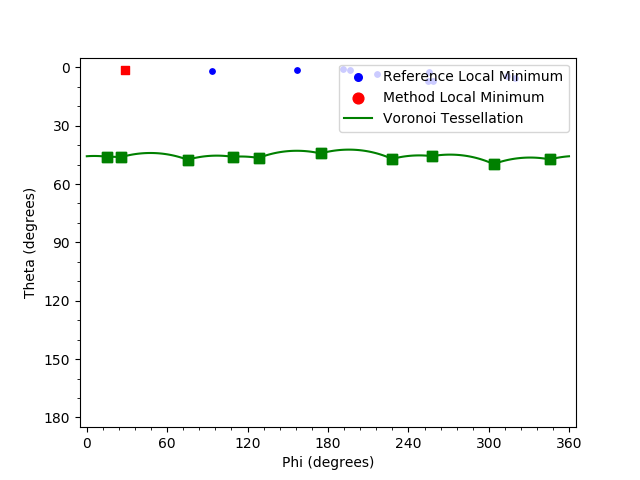 Reference Local Minimum
Method Local Minimum
Voronoi Tessellation
0
30
60
90
120
150
180
Theta (degrees)
0 60 120 180 240 300 360
Phi (degrees)